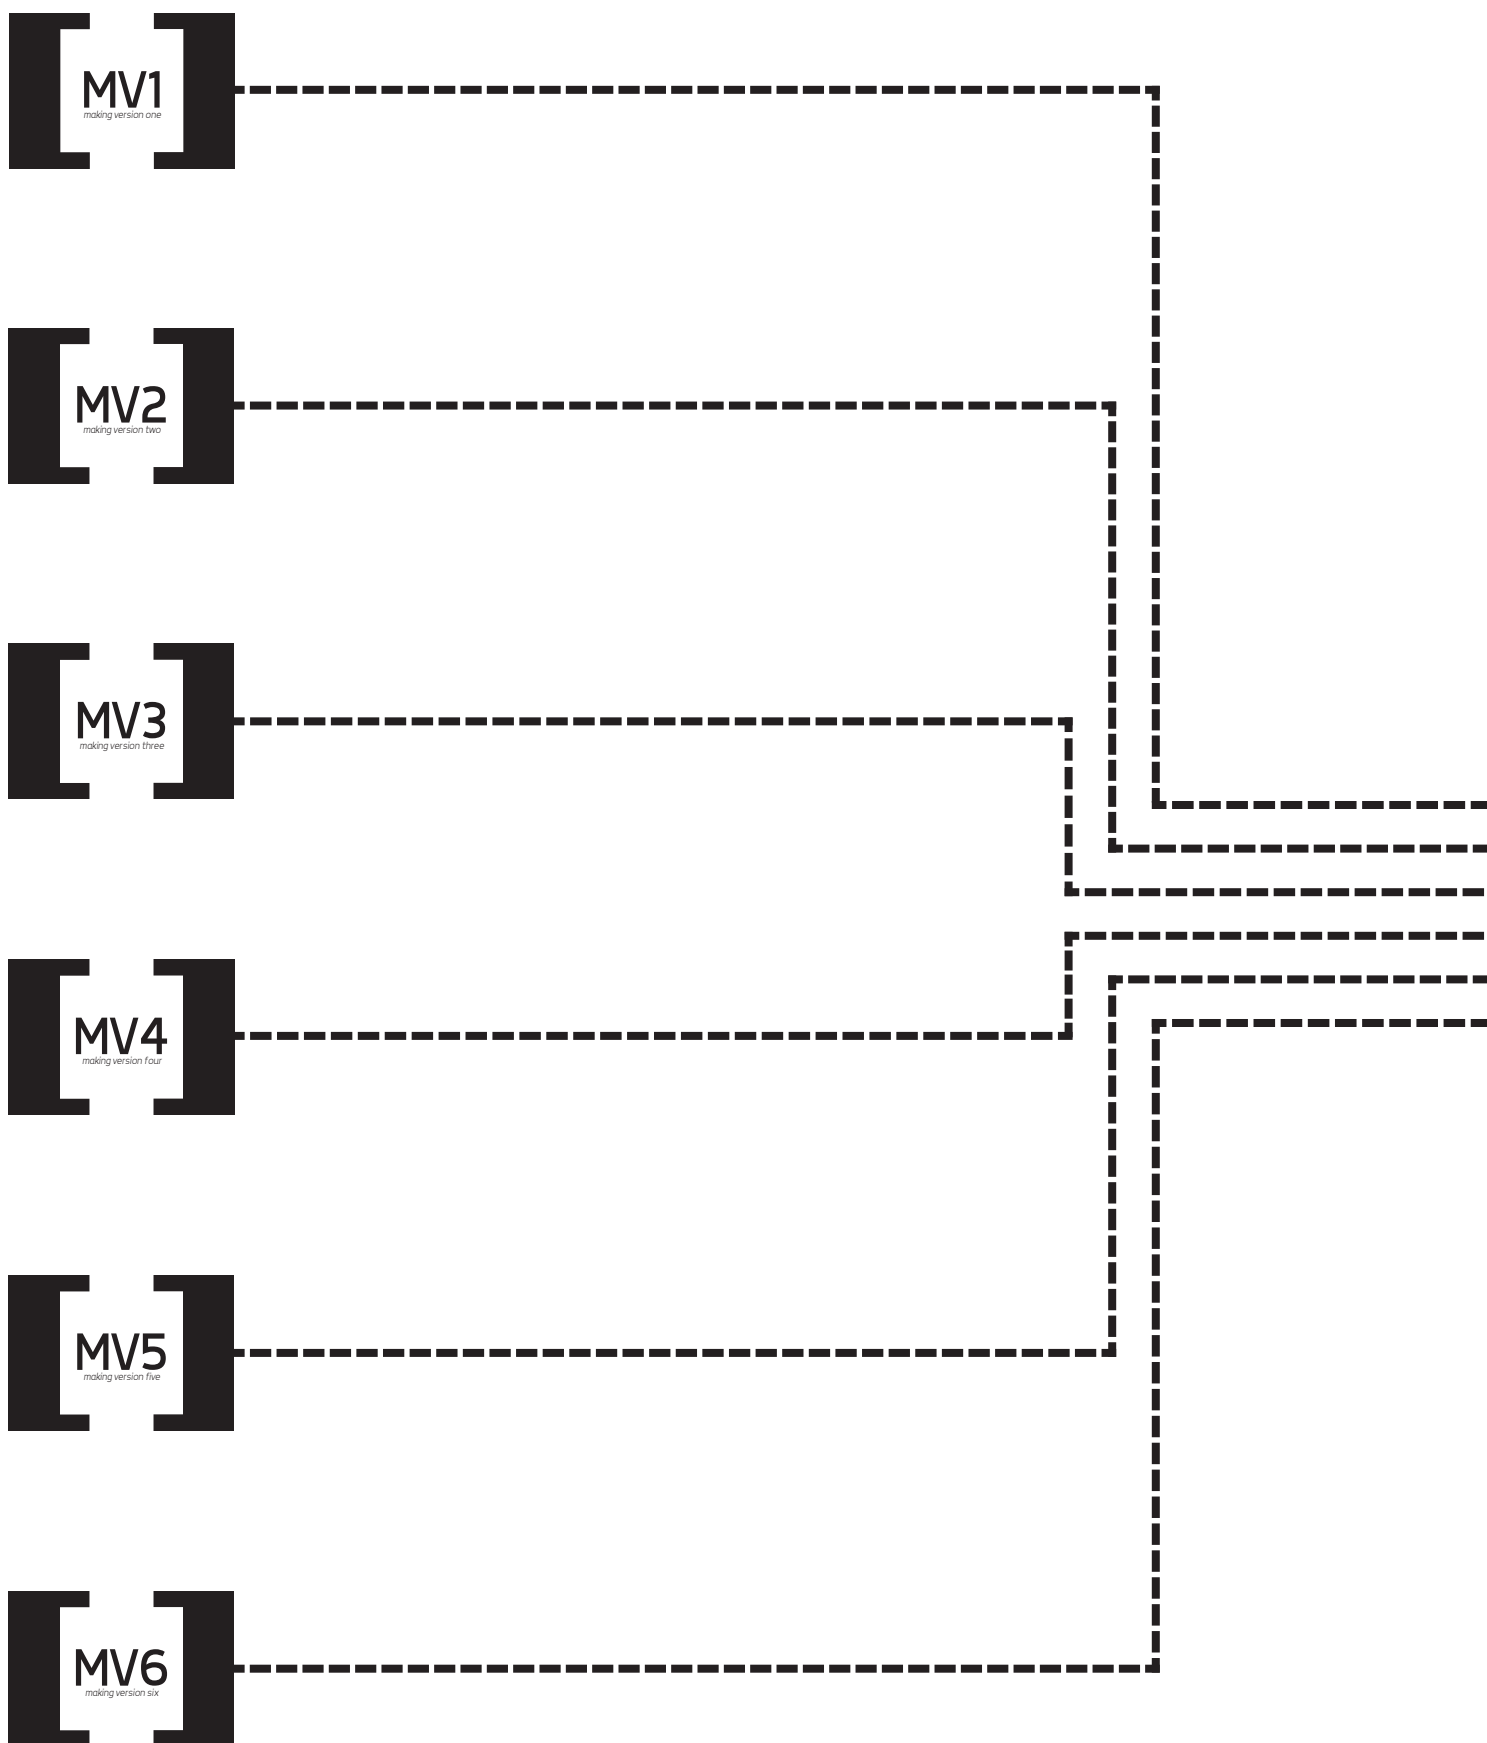 MV1
making version one
MV2
making version two
MV3
making version three
MV4
making version four
MV5
making version five
MV6
making version six